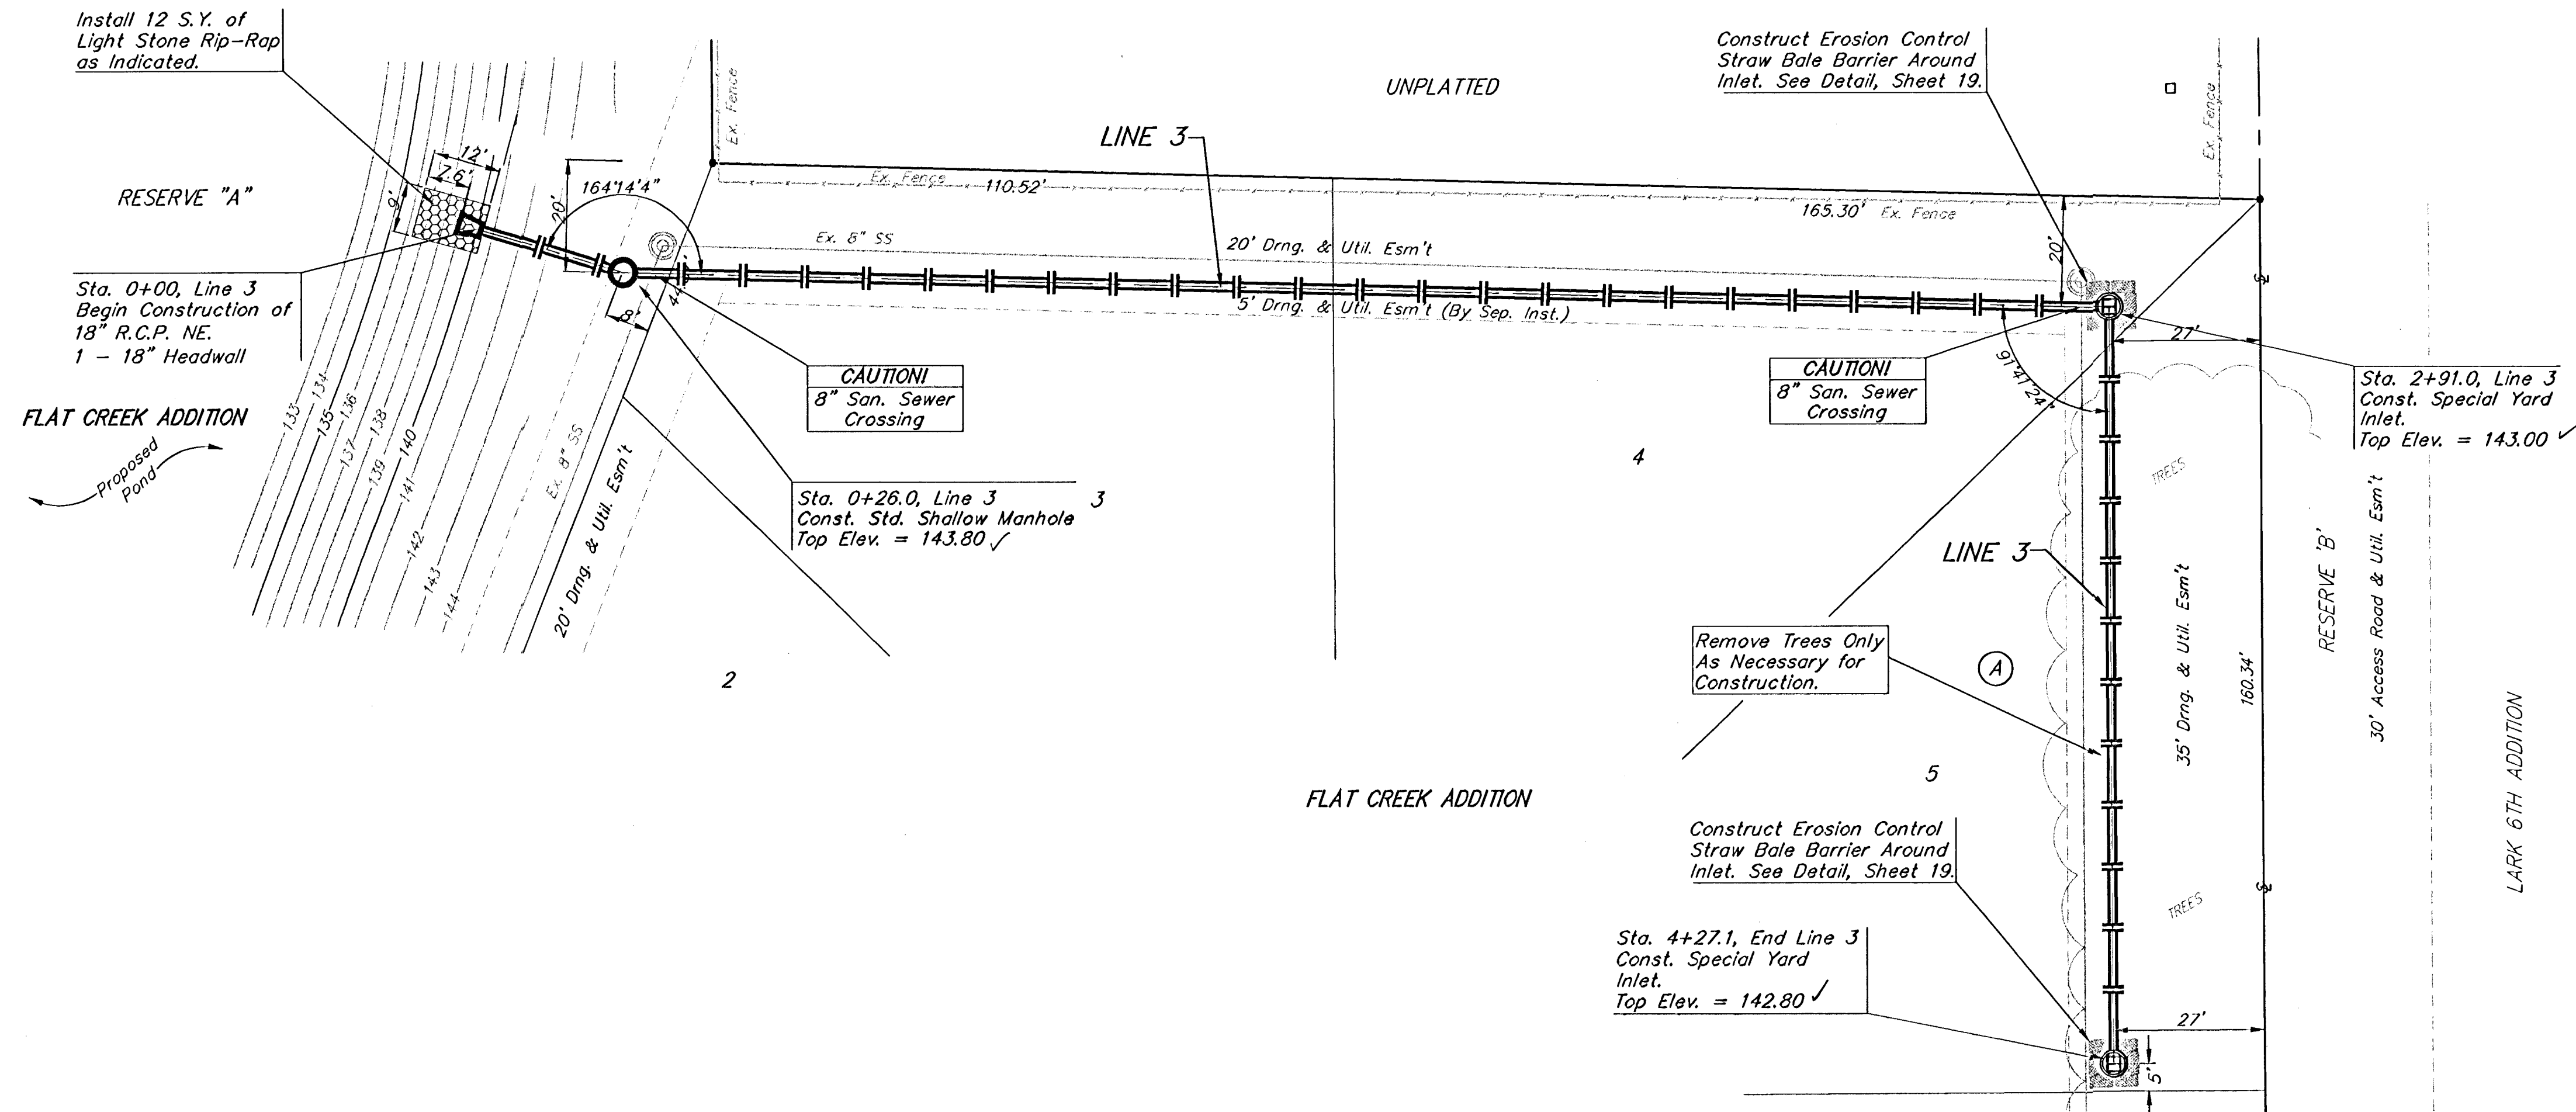 Install 12 S.Y. of
Light Stone Rip-Rap
as Indicated.
Construct Erosion Control
Straw Bale Barrier Around
Inlet. See Detail, Sheet 19.
UNPLATTED
Ex. Fence
Ex. Fence
LINE 3
12'
7.6'
9'
164°14'4"
20'
Ex. Fence
110.52'
165.30'
Ex. Fence
RESERVE "A"
Ex. 8" SS
20' Drng. & Util. Esm't
20'
5' Drng. & Util. Esm't (By Sep. Inst.)
8'
27'
91°41'24"
Sta. 0+00, Line 3
Begin Construction of
18" R.C.P. NE.
1 - 18" Headwall
CAUTION!
8" San. Sewer
Crossing
CAUTION!
8" San. Sewer
Crossing
Sta. 2+91.0, Line 3
Const. Special Yard
Inlet.
Top Elev. = 143.00 ✓
FLAT CREEK ADDITION
Proposed
Pond
133
134
135
136
137
138
139
140
141
142
143
144
Ex. 8" SS
20' Drng. & Util. Esm't
Sta. 0+26.0, Line 3
Const. Std. Shallow Manhole
Top Elev. = 143.80 ✓
3
4
TREES
LINE 3
35' Drng. & Util. Esm't
160.34'
RESERVE 'B'
30' Access Road & Util. Esm't
LARK 6TH ADDITION
Remove Trees Only
As Necessary for
Construction.
A
2
5
FLAT CREEK ADDITION
Construct Erosion Control
Straw Bale Barrier Around
Inlet. See Detail, Sheet 19.
TREES
Sta. 4+27.1, End Line 3
Const. Special Yard
Inlet.
Top Elev. = 142.80 ✓
27'
5'